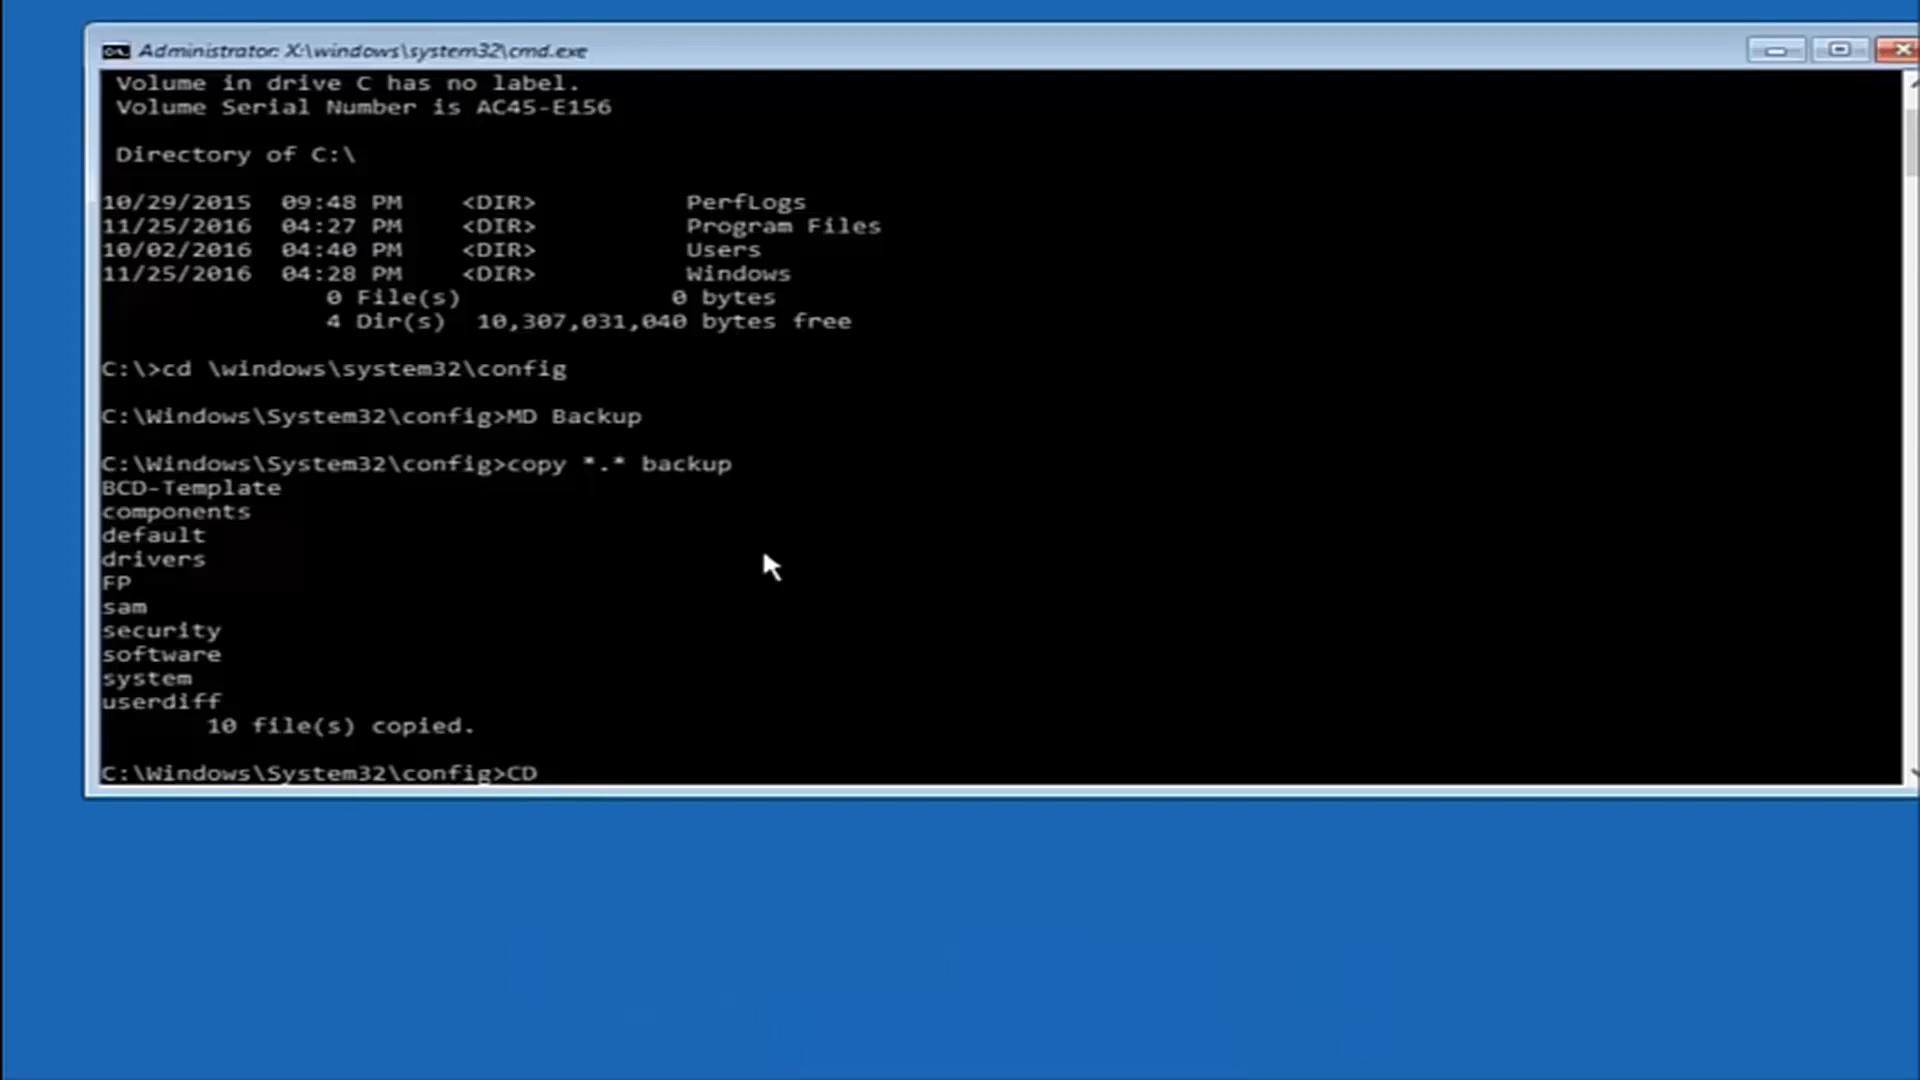 Administrator: X:\windows\system32\cmd.exe
Volume in drive C has no label.
Volume Serial Number is AC45-E156
Directory of C:\
10/29/2015 09:48 PM <DIR> PerfLogs
11/25/2016 04:27 PM <DIR> Program Files
10/02/2016 04:40 PM <DIR> Users
11/25/2016 04:28 PM <DIR> Windows
0 File(s) 0 bytes
4 Dir(s) 10,307,031,040 bytes free
C:\>cd \windows\system32\config
C:\Windows\System32\config>MD Backup
C:\Windows\System32\config>copy *.* backup
BCD-Template
components
default
drivers
FP
sam
security
software
system
userdiff
10 file(s) copied.
C:\Windows\System32\config>CD